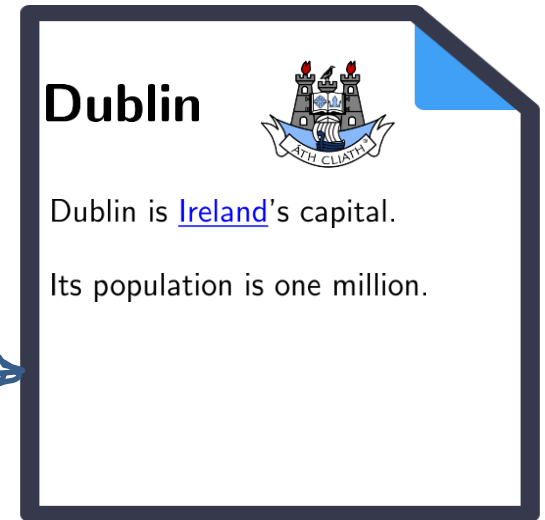 Dublin
ÁTH CLIATH
Dublin is Ireland's capital.
Its population is one million.